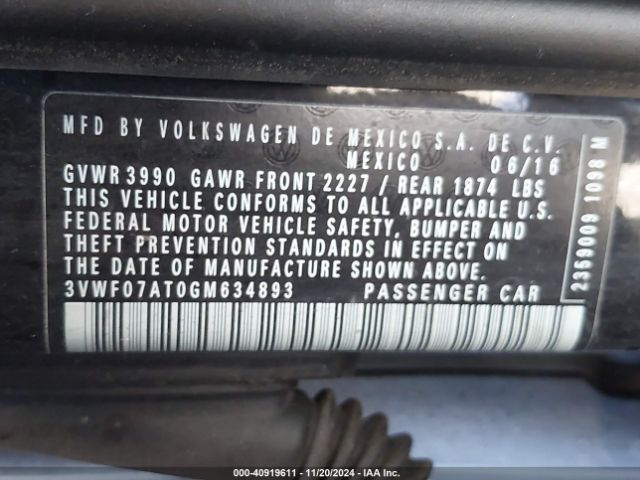 MFD BY VOLKSWAGEN DE MEXICO S.A. DE C.V.
MEXICO 06/16
GVWR 3990 GAWR FRONT 2227 / REAR 1874 LBS
THIS VEHICLE CONFORMS TO ALL APPLICABLE U.S.
FEDERAL MOTOR VEHICLE SAFETY, BUMPER AND
THEFT PREVENTION STANDARDS IN EFFECT ON
THE DATE OF MANUFACTURE SHOWN ABOVE.
3VWF07AT0GM634893 PASSENGER CAR
2359009 1098 M
000-40919611 - 11/20/2024 - IAA Inc.